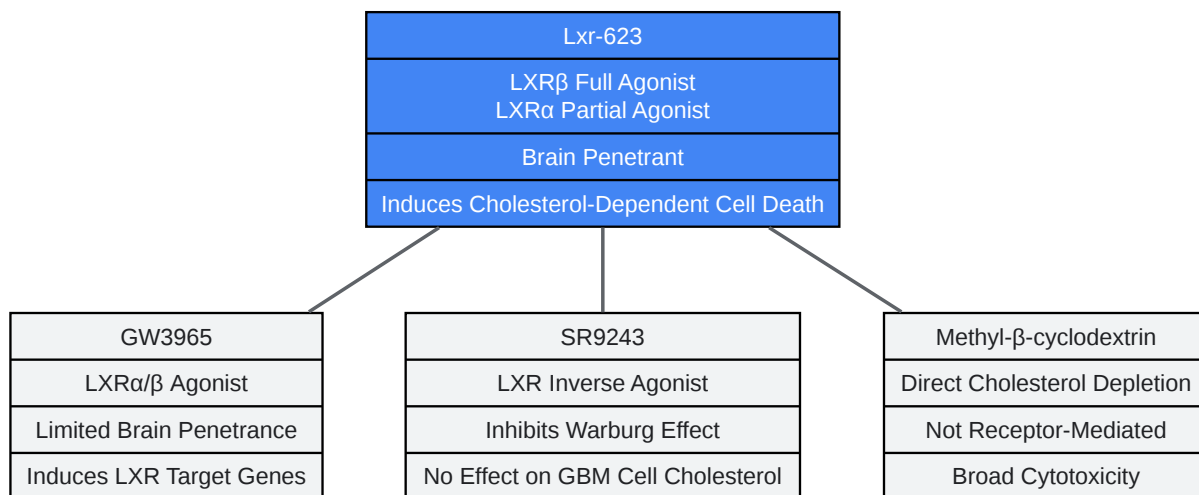 Lxr-623
LXRβ Full Agonist
LXRα Partial Agonist
Brain Penetrant
Induces Cholesterol-Dependent Cell Death
GW3965
LXRα/β Agonist
Limited Brain Penetrance
Induces LXR Target Genes
SR9243
LXR Inverse Agonist
Inhibits Warburg Effect
No Effect on GBM Cell Cholesterol
Methyl-β-cyclodextrin
Direct Cholesterol Depletion
Not Receptor-Mediated
Broad Cytotoxicity